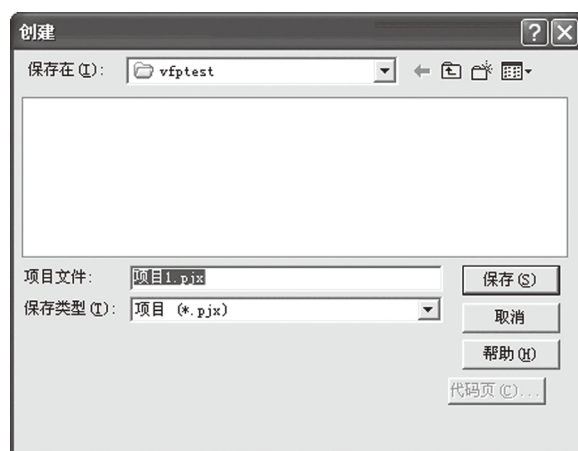 创建
保存在(I): vfptest
项目文件: 项目1.pjx 保存(S)
保存类型(T): 项目 (*.pjx) 取消
帮助(H)
代码页(C)...